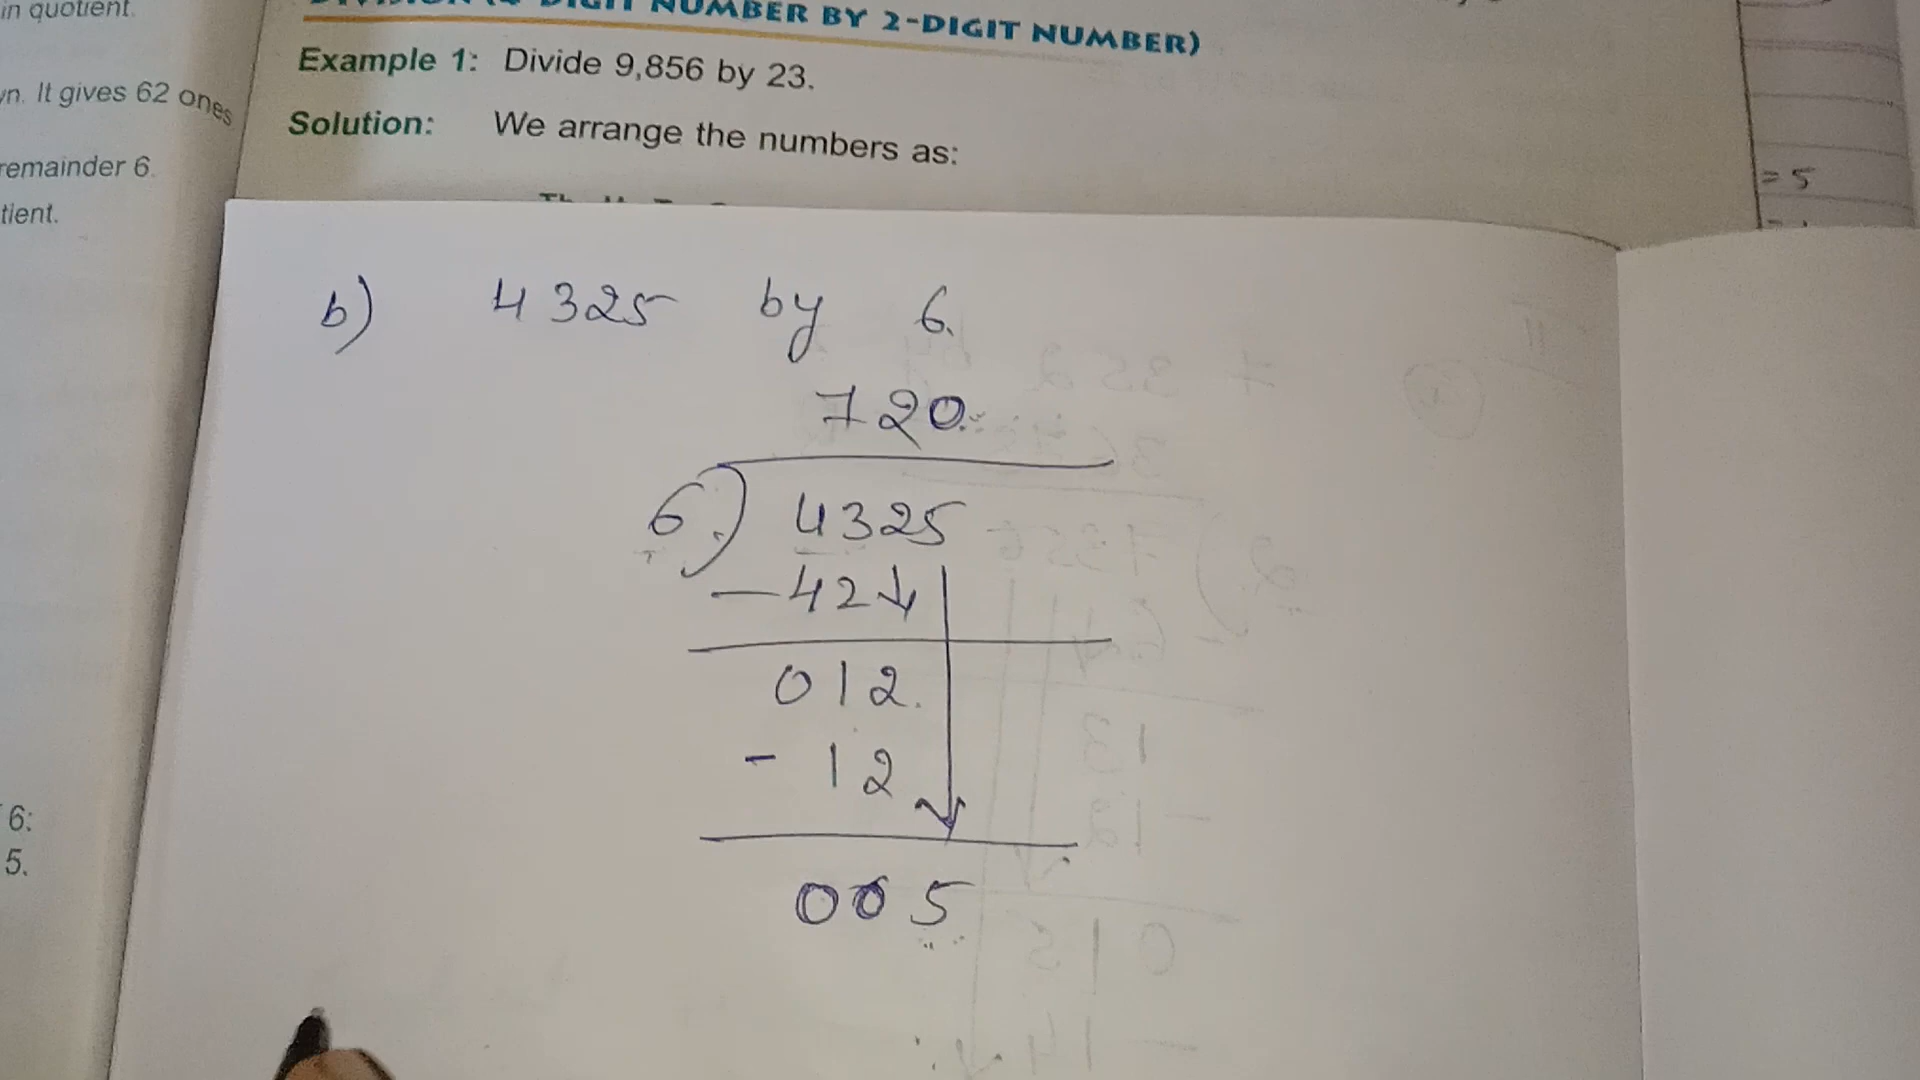 in quotient.
wn. It gives 62 ones
remainder 6.
tient.
6:
5.
NUMBER BY 2-DIGIT NUMBER)
Example 1: Divide 9,856 by 23.
Solution: We arrange the numbers as:
= 5
b) 4325 by 6.
720.
6.) 4325
- 42
012.
- 12
005